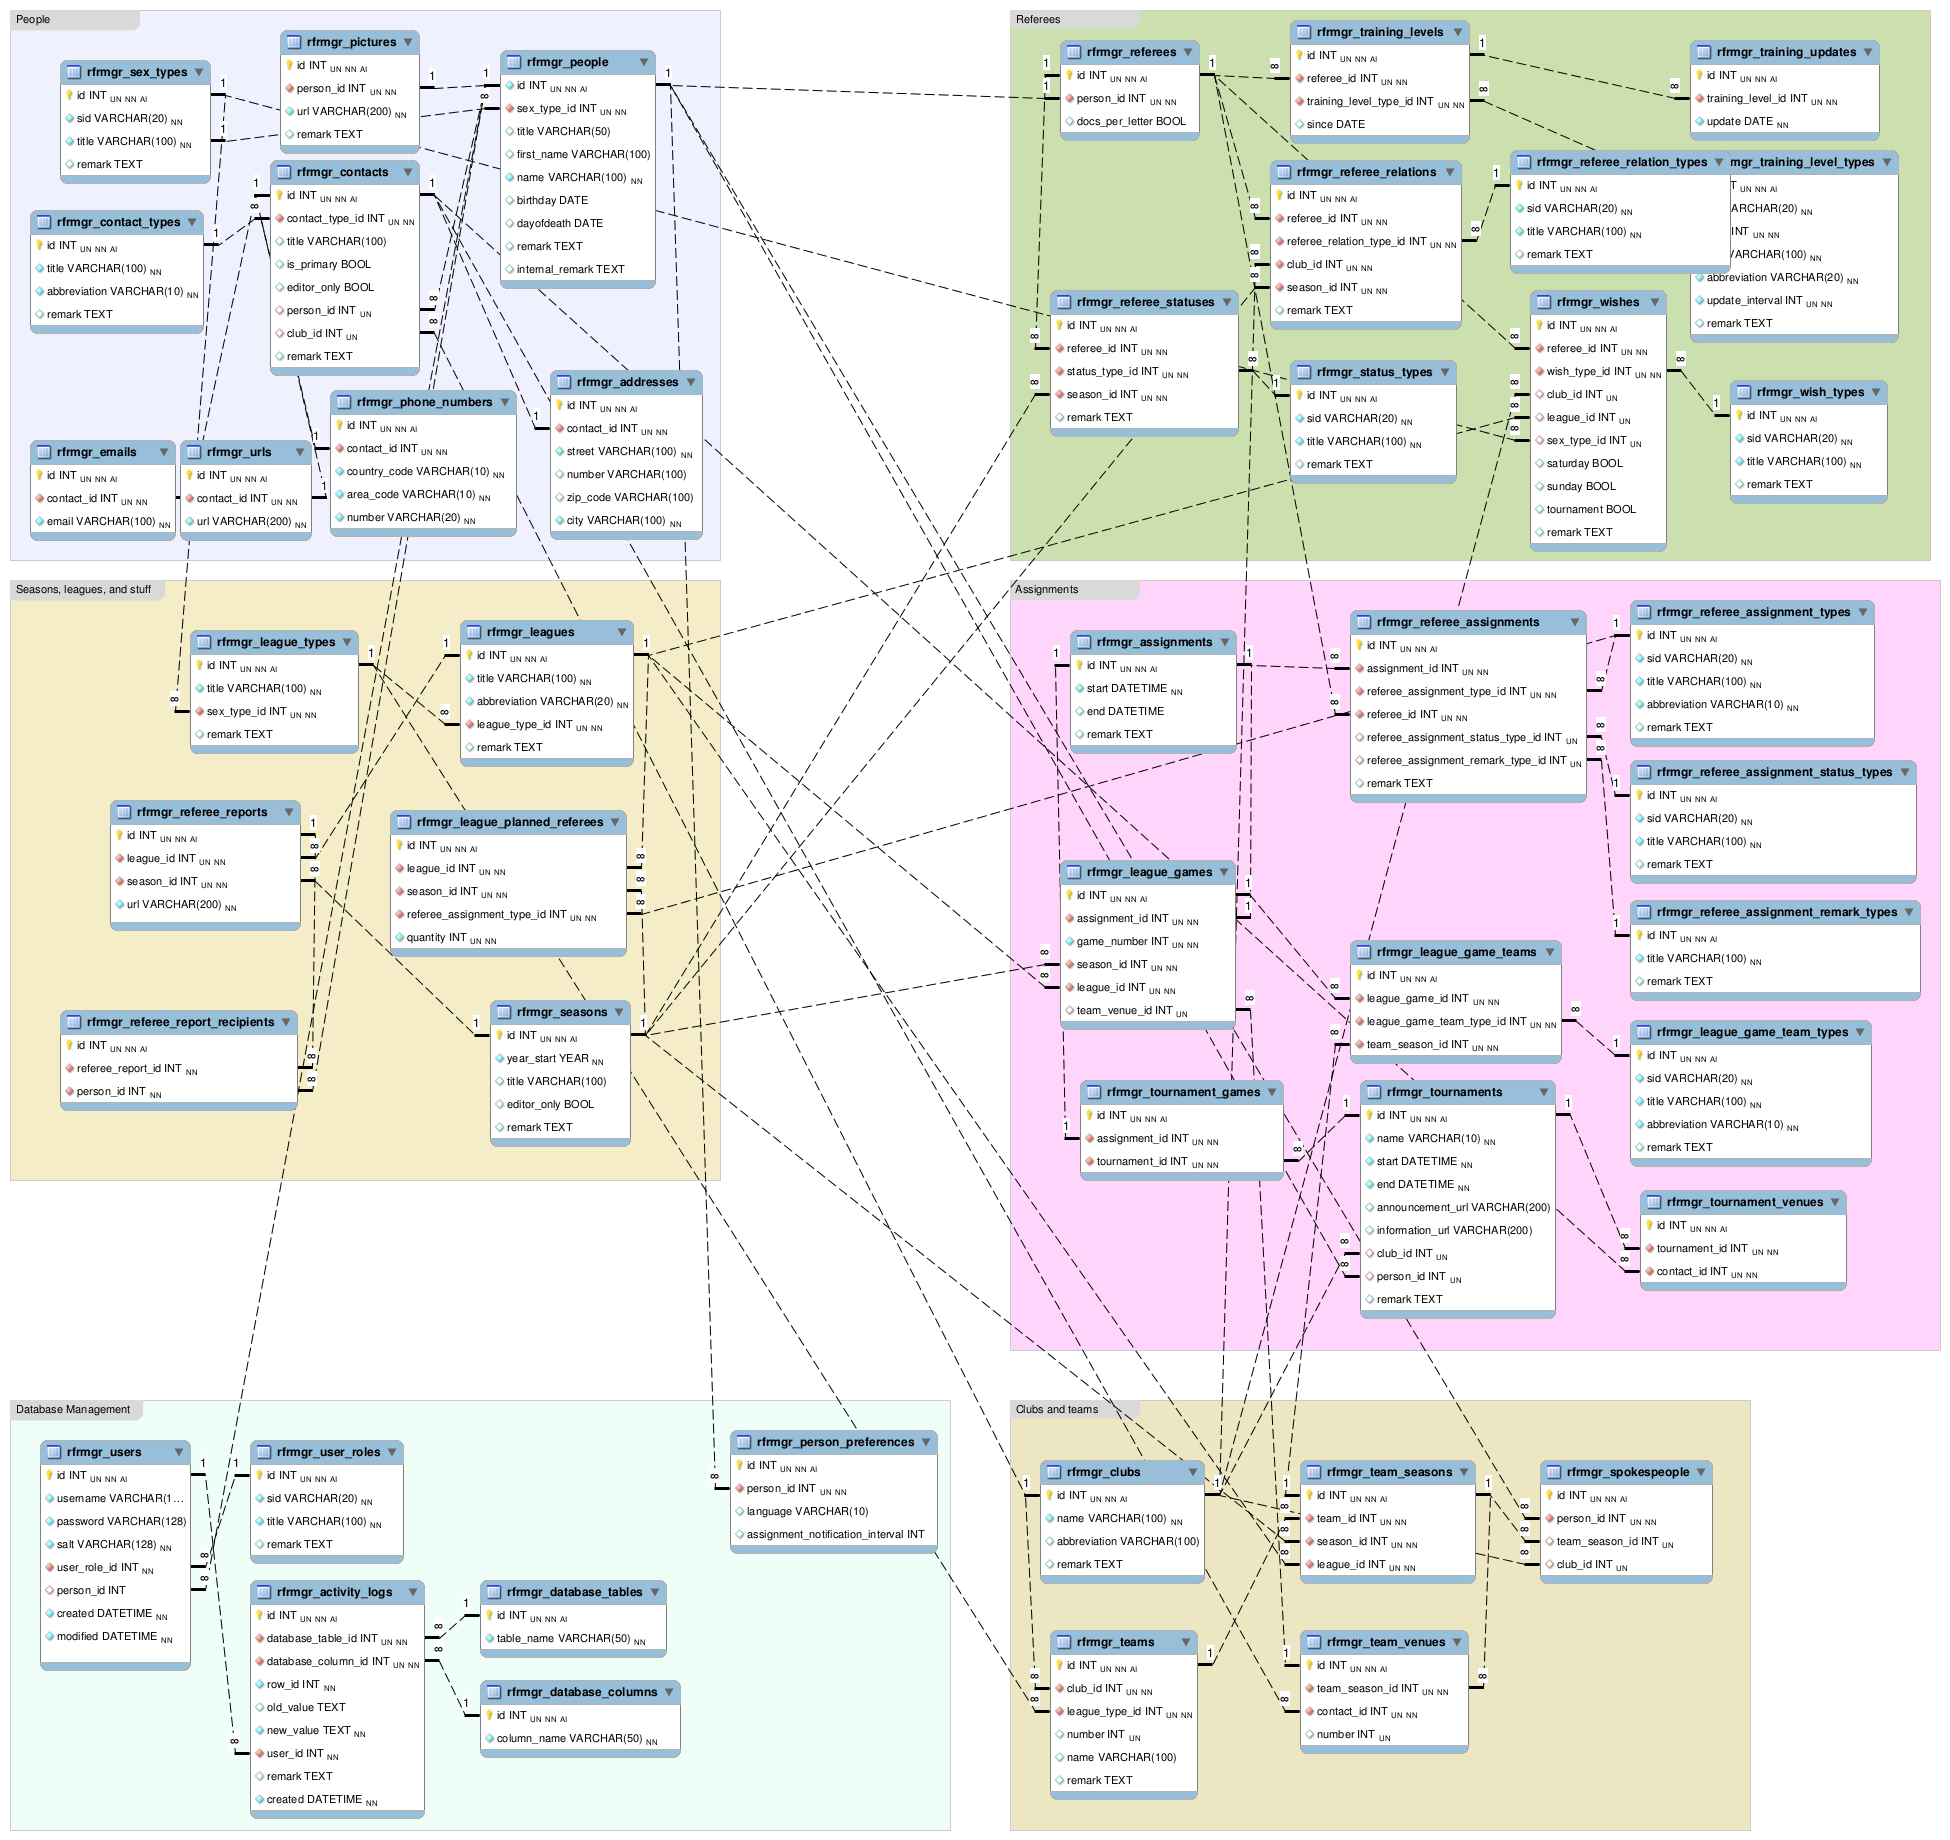 People
rfrmgr_sex_types
id INT UN NN AI
sid VARCHAR(20) NN
title VARCHAR(100) NN
remark TEXT
rfrmgr_pictures
id INT UN NN AI
person_id INT UN NN
url VARCHAR(200) NN
remark TEXT
rfrmgr_people
id INT UN NN AI
sex_type_id INT UN NN
title VARCHAR(50)
first_name VARCHAR(100)
name VARCHAR(100) NN
birthday DATE
dayofdeath DATE
remark TEXT
internal_remark TEXT
rfrmgr_contact_types
id INT UN NN AI
title VARCHAR(100) NN
abbreviation VARCHAR(10) NN
remark TEXT
rfrmgr_contacts
id INT UN NN AI
contact_type_id INT UN NN
title VARCHAR(100)
is_primary BOOL
editor_only BOOL
person_id INT UN
club_id INT UN
remark TEXT
rfrmgr_emails
id INT UN NN AI
contact_id INT UN NN
email VARCHAR(100) NN
rfrmgr_urls
id INT UN NN AI
contact_id INT UN NN
url VARCHAR(200) NN
rfrmgr_phone_numbers
id INT UN NN AI
contact_id INT UN NN
country_code VARCHAR(10) NN
area_code VARCHAR(10) NN
number VARCHAR(20) NN
rfrmgr_addresses
id INT UN NN AI
contact_id INT UN NN
street VARCHAR(100) NN
number VARCHAR(100)
zip_code VARCHAR(100)
city VARCHAR(100) NN
Referees
rfrmgr_referees
id INT UN NN AI
person_id INT UN NN
docs_per_letter BOOL
rfrmgr_training_levels
id INT UN NN AI
referee_id INT UN NN
training_level_type_id INT UN NN
since DATE
rfrmgr_training_updates
id INT UN NN AI
training_level_id INT UN NN
update DATE NN
rfrmgr_referee_relations
id INT UN NN AI
referee_id INT UN NN
referee_relation_type_id INT UN NN
club_id INT UN NN
season_id INT UN NN
remark TEXT
rfrmgr_referee_relation_types
id INT UN NN AI
sid VARCHAR(20) NN
title VARCHAR(100) NN
remark TEXT
mgr_training_level_types
T UN NN AI
ARCHAR(20) NN
INT UN NN
VARCHAR(100) NN
abbreviation VARCHAR(20) NN
update_interval INT UN NN
remark TEXT
rfrmgr_referee_statuses
id INT UN NN AI
referee_id INT UN NN
status_type_id INT UN NN
season_id INT UN NN
remark TEXT
rfrmgr_status_types
id INT UN NN AI
sid VARCHAR(20) NN
title VARCHAR(100) NN
remark TEXT
rfrmgr_wishes
id INT UN NN AI
referee_id INT UN NN
wish_type_id INT UN NN
club_id INT UN
league_id INT UN
sex_type_id INT UN
saturday BOOL
sunday BOOL
tournament BOOL
remark TEXT
rfrmgr_wish_types
id INT UN NN AI
sid VARCHAR(20) NN
title VARCHAR(100) NN
remark TEXT
Seasons, leagues, and stuff
rfrmgr_league_types
id INT UN NN AI
title VARCHAR(100) NN
sex_type_id INT UN NN
remark TEXT
rfrmgr_leagues
id INT UN NN AI
title VARCHAR(100) NN
abbreviation VARCHAR(20) NN
league_type_id INT UN NN
remark TEXT
rfrmgr_referee_reports
id INT UN NN AI
league_id INT UN NN
season_id INT UN NN
url VARCHAR(200) NN
rfrmgr_league_planned_referees
id INT UN NN AI
league_id INT UN NN
season_id INT UN NN
referee_assignment_type_id INT UN NN
quantity INT UN NN
rfrmgr_referee_report_recipients
id INT UN NN AI
referee_report_id INT NN
person_id INT NN
rfrmgr_seasons
id INT UN NN AI
year_start YEAR NN
title VARCHAR(100)
editor_only BOOL
remark TEXT
Assignments
rfrmgr_assignments
id INT UN NN AI
start DATETIME NN
end DATETIME
remark TEXT
rfrmgr_referee_assignments
id INT UN NN AI
assignment_id INT UN NN
referee_assignment_type_id INT UN NN
referee_id INT UN NN
referee_assignment_status_type_id INT UN
referee_assignment_remark_type_id INT UN
remark TEXT
rfrmgr_referee_assignment_types
id INT UN NN AI
sid VARCHAR(20) NN
title VARCHAR(100) NN
abbreviation VARCHAR(10) NN
remark TEXT
rfrmgr_referee_assignment_status_types
id INT UN NN AI
sid VARCHAR(20) NN
title VARCHAR(100) NN
remark TEXT
rfrmgr_referee_assignment_remark_types
id INT UN NN AI
title VARCHAR(100) NN
remark TEXT
rfrmgr_league_games
id INT UN NN AI
assignment_id INT UN NN
game_number INT UN NN
season_id INT UN NN
league_id INT UN NN
team_venue_id INT UN
rfrmgr_league_game_teams
id INT UN NN AI
league_game_id INT UN NN
league_game_team_type_id INT UN NN
team_season_id INT UN NN
rfrmgr_league_game_team_types
id INT UN NN AI
sid VARCHAR(20) NN
title VARCHAR(100) NN
abbreviation VARCHAR(10) NN
remark TEXT
rfrmgr_tournament_games
id INT UN NN AI
assignment_id INT UN NN
tournament_id INT UN NN
rfrmgr_tournaments
id INT UN NN AI
name VARCHAR(10) NN
start DATETIME NN
end DATETIME NN
announcement_url VARCHAR(200)
information_url VARCHAR(200)
club_id INT UN
person_id INT UN
remark TEXT
rfrmgr_tournament_venues
id INT UN NN AI
tournament_id INT UN NN
contact_id INT UN NN
Database Management
rfrmgr_users
id INT UN NN AI
username VARCHAR(1...
password VARCHAR(128)
salt VARCHAR(128) NN
user_role_id INT NN
person_id INT
created DATETIME NN
modified DATETIME NN
rfrmgr_user_roles
id INT UN NN AI
sid VARCHAR(20) NN
title VARCHAR(100) NN
remark TEXT
rfrmgr_activity_logs
id INT UN NN AI
database_table_id INT UN NN
database_column_id INT UN NN
row_id INT NN
old_value TEXT
new_value TEXT NN
user_id INT NN
remark TEXT
created DATETIME NN
rfrmgr_database_tables
id INT UN NN AI
table_name VARCHAR(50) NN
rfrmgr_database_columns
id INT UN NN AI
column_name VARCHAR(50) NN
rfrmgr_person_preferences
id INT UN NN AI
person_id INT UN NN
language VARCHAR(10)
assignment_notification_interval INT
Clubs and teams
rfrmgr_clubs
id INT UN NN AI
name VARCHAR(100) NN
abbreviation VARCHAR(100)
remark TEXT
rfrmgr_team_seasons
id INT UN NN AI
team_id INT UN NN
season_id INT UN NN
league_id INT UN NN
rfrmgr_spokespeople
id INT UN NN AI
person_id INT UN NN
team_season_id INT UN
club_id INT UN
rfrmgr_teams
id INT UN NN AI
club_id INT UN NN
league_type_id INT UN NN
number INT UN
name VARCHAR(100)
remark TEXT
rfrmgr_team_venues
id INT UN NN AI
team_season_id INT UN NN
contact_id INT UN NN
number INT UN